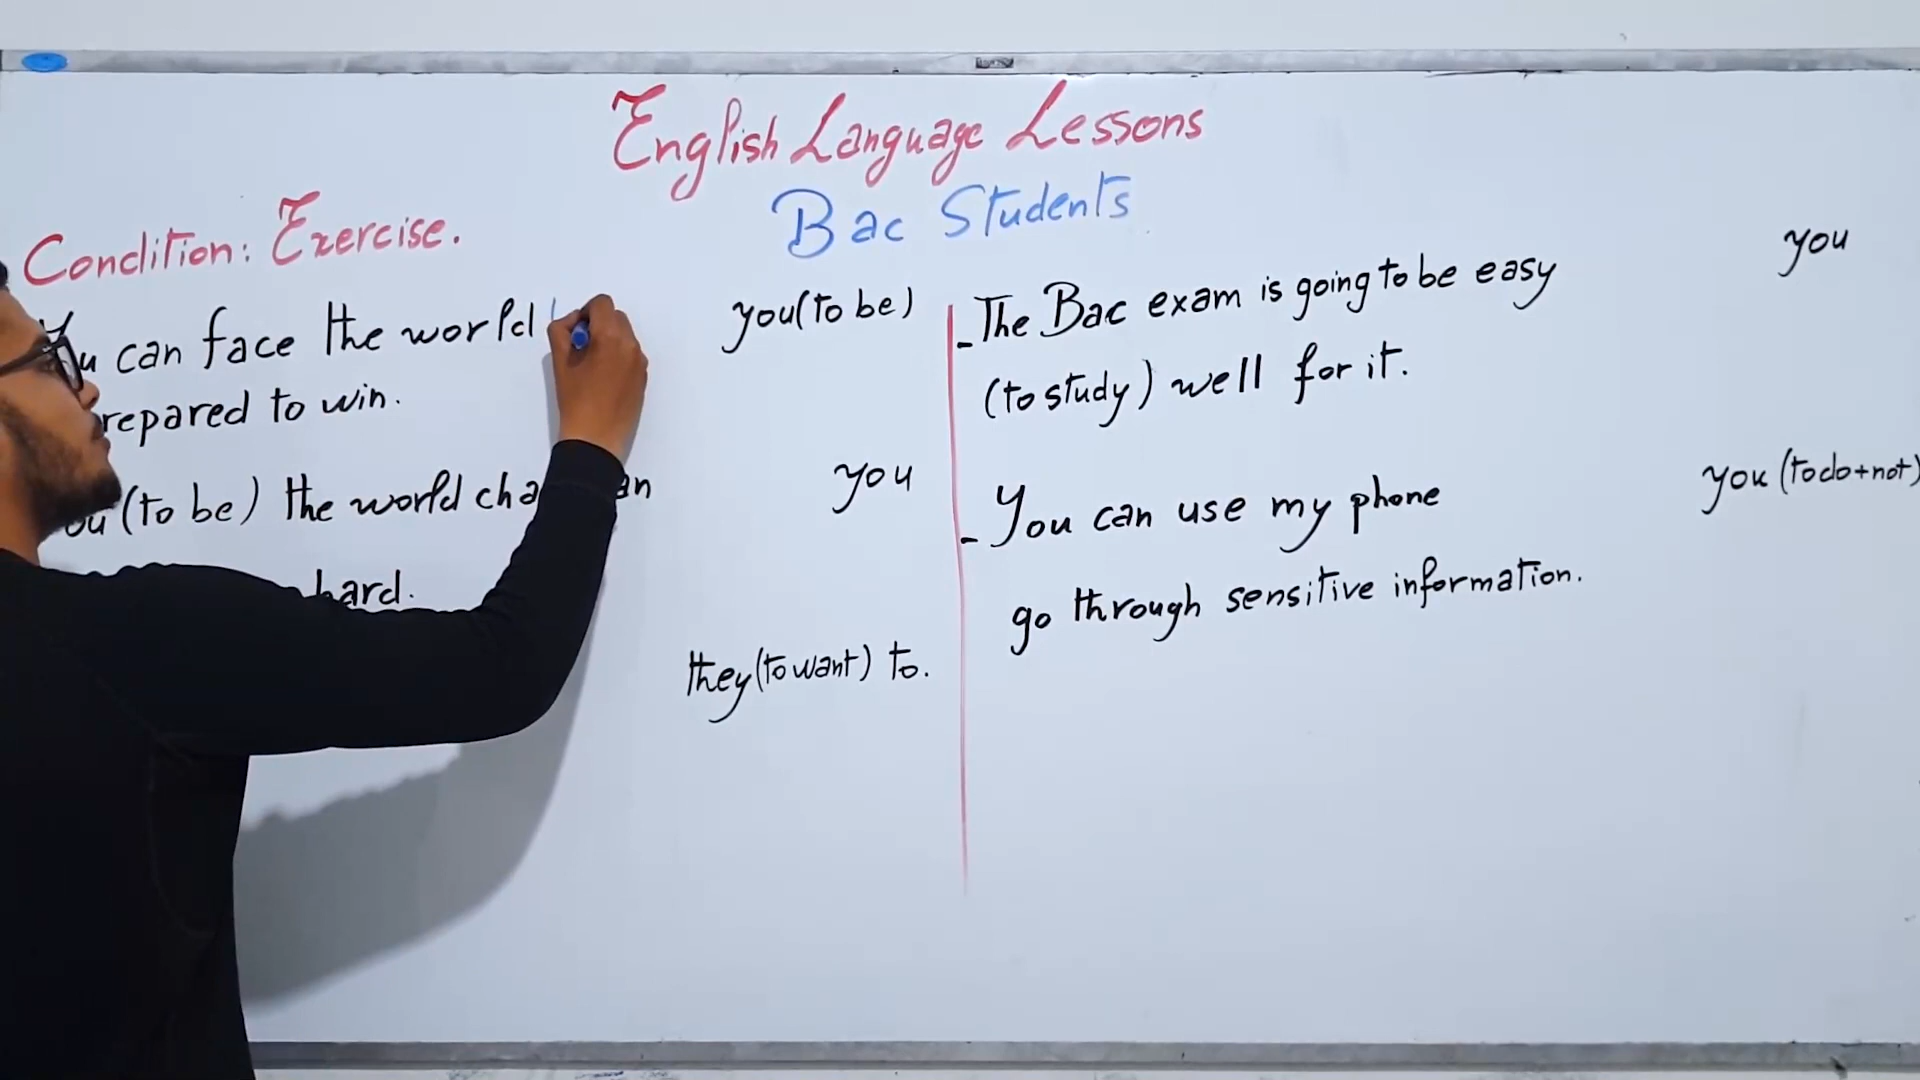 English Language Lessons
Bac Students
Condition: Exercise.
can face the world you (to be)
prepared to win.
(to be) the world you
hard.
they (to want) to.
- The Bac exam is going to be easy you
(to study) well for it.
- You can use my phone you (to do + not)
go through sensitive information.